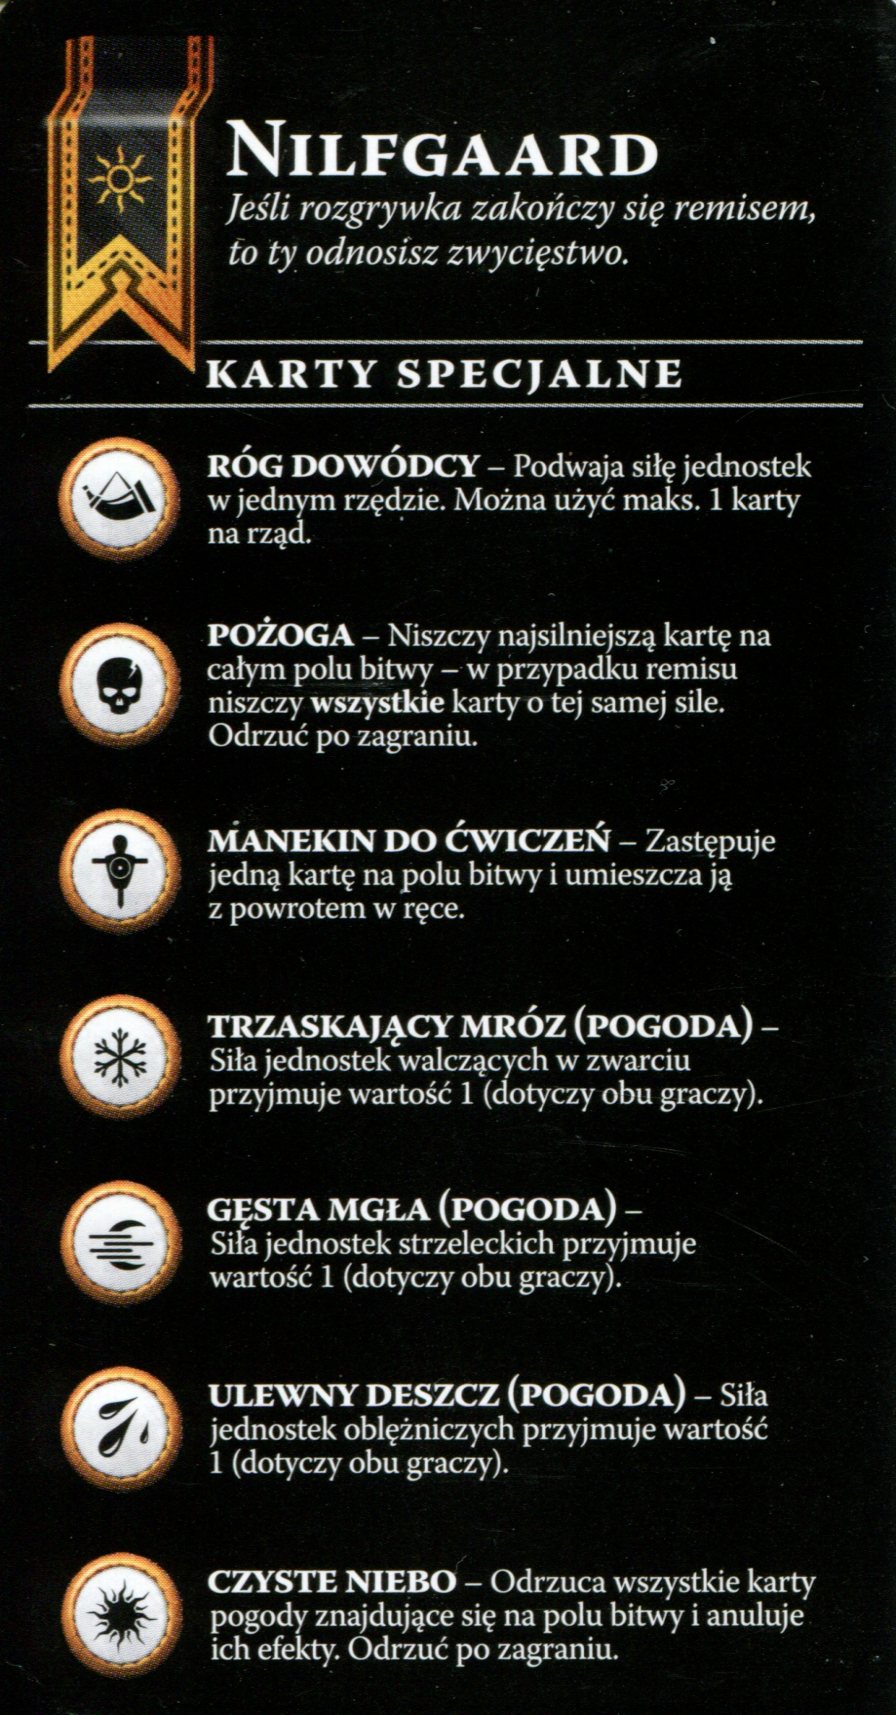 NILFGAARD
Jeśli rozgrywka zakończy się remisem,
to ty odnosisz zwycięstwo.
KARTY SPECJALNE
RÓG DOWÓDCY – Podwaja siłę jednostek
w jednym rzędzie. Można użyć maks. 1 karty
na rząd.
POŻOGA – Niszczy najsilniejszą kartę na
całym polu bitwy – w przypadku remisu
niszczy wszystkie karty o tej samej sile.
Odrzuć po zagraniu.
MANEKIN DO ĆWICZEŃ – Zastępuje
jedną kartę na polu bitwy i umieszcza ją
z powrotem w ręce.
TRZASKAJĄCY MRÓZ (POGODA) –
Siła jednostek walczących w zwarciu
przyjmuje wartość 1 (dotyczy obu graczy).
GĘSTA MGŁA (POGODA) –
Siła jednostek strzeleckich przyjmuje
wartość 1 (dotyczy obu graczy).
ULEWNY DESZCZ (POGODA) – Siła
jednostek oblężniczych przyjmuje wartość
1 (dotyczy obu graczy).
CZYSTE NIEBO – Odrzuca wszystkie karty
pogody znajdujące się na polu bitwy i anuluje
ich efekty. Odrzuć po zagraniu.